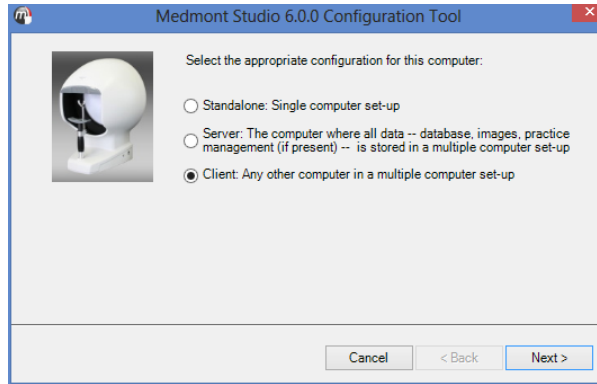 Medmont Studio 6.0.0 Configuration Tool
Select the appropriate configuration for this computer:
Standalone: Single computer set-up
Server: The computer where all data -- database, images, practice
management (if present) -- is stored in a multiple computer set-up
Client: Any other computer in a multiple computer set-up
Cancel
< Back
Next >